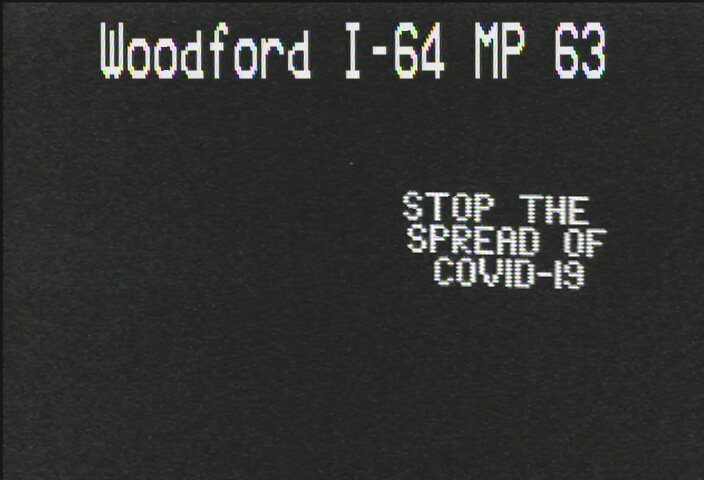 Woodford I-64 MP 63
STOP THE
SPREAD OF
COVID-19